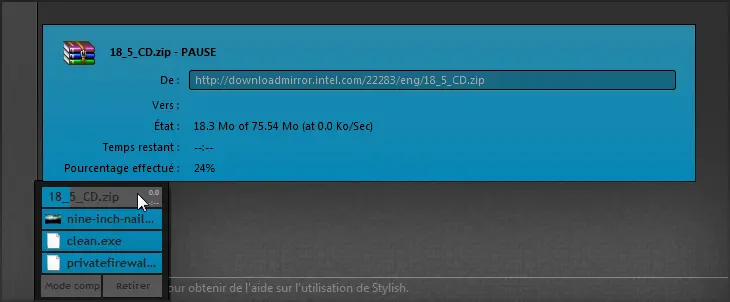 18_5_CD.zip - PAUSE
De : http://downloadmirror.intel.com/22283/eng/18_5_CD.zip
Vers :
État : 18.3 Mo of 75.54 Mo (at 0.0 Ko/Sec)
Temps restant : --:--
Pourcentage effectué : 24%
18_5_CD.zip 0.0
--:--
nine-inch-nail...
clean.exe
privatefirewal...
Mode comp Retirer
our obtenir de l'aide sur l'utilisation de Stylish.